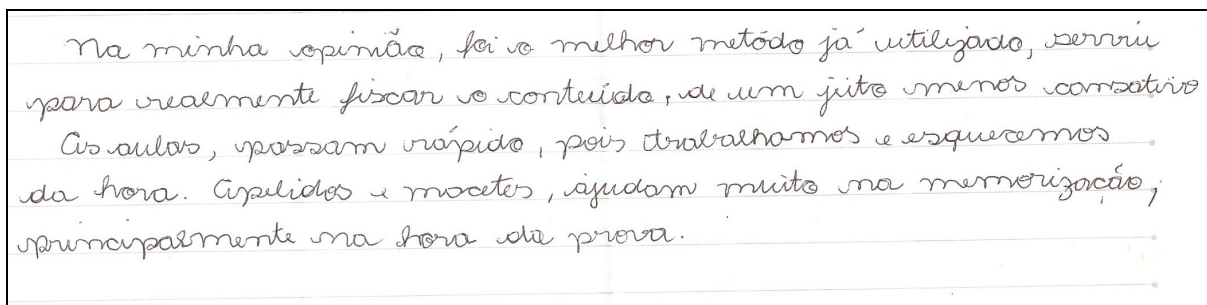 Na minha opinião, foi o melhor metódo já utilizado, serviu
para realmente fiscar o conteúdo, de um jeito menos cansativo
As aulas, passam rápido, pois trabalhamos e esquecemos
da hora. Apelidos e macetes, ajudam muito na memorização,
principalmente na hora da prova.